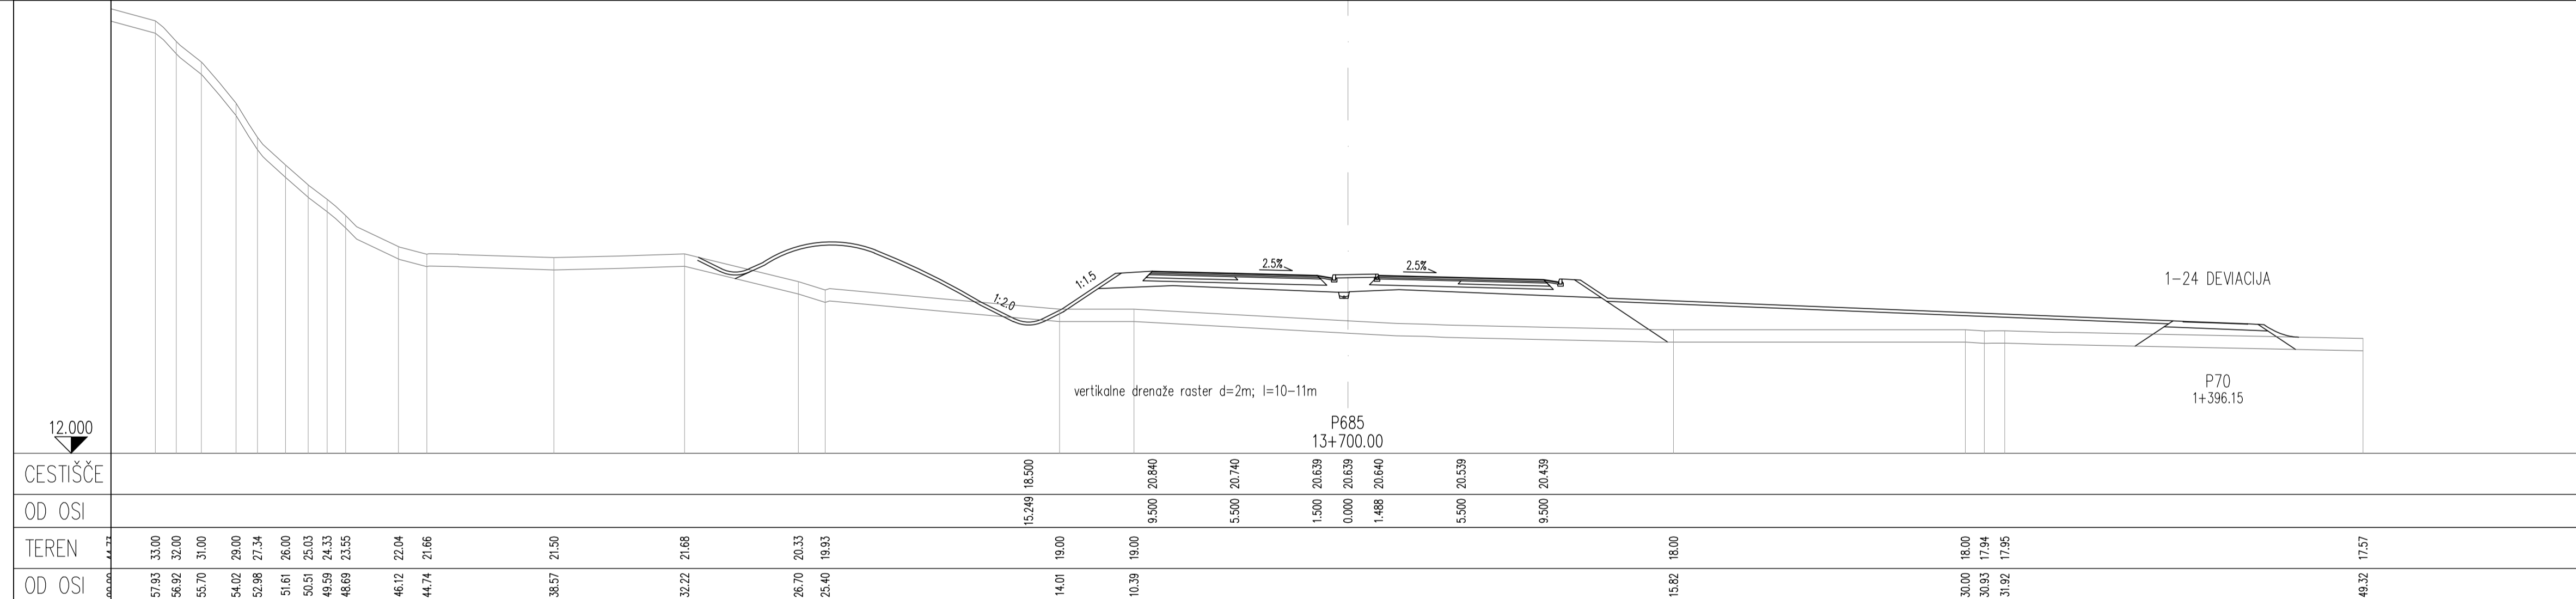 2.5%
2.5%
1:1.5
1:2.0
1-24 DEVIACIJA
vertikalne drenaže raster d=2m; l=10-11m
P70
1+396.15
P685
13+700.00
12.000
CESTIŠČE 18.500 20.840 20.740 20.639 20.639 20.640 20.539 20.439
OD OSI 15.249 9.500 5.500 1.500 0.000 1.488 5.500 9.500
TEREN 33.00 32.00 31.00 29.00 27.34 26.00 25.03 24.33 23.55 22.04 21.66 21.50 21.68 20.33 19.93 19.00 19.00 18.00 18.00 17.94 17.95 17.57
OD OSI 57.93 56.92 55.70 54.02 52.98 51.61 50.51 49.59 48.69 46.12 44.74 38.57 32.22 26.70 25.40 14.01 10.39 15.82 30.00 30.93 31.92 49.32